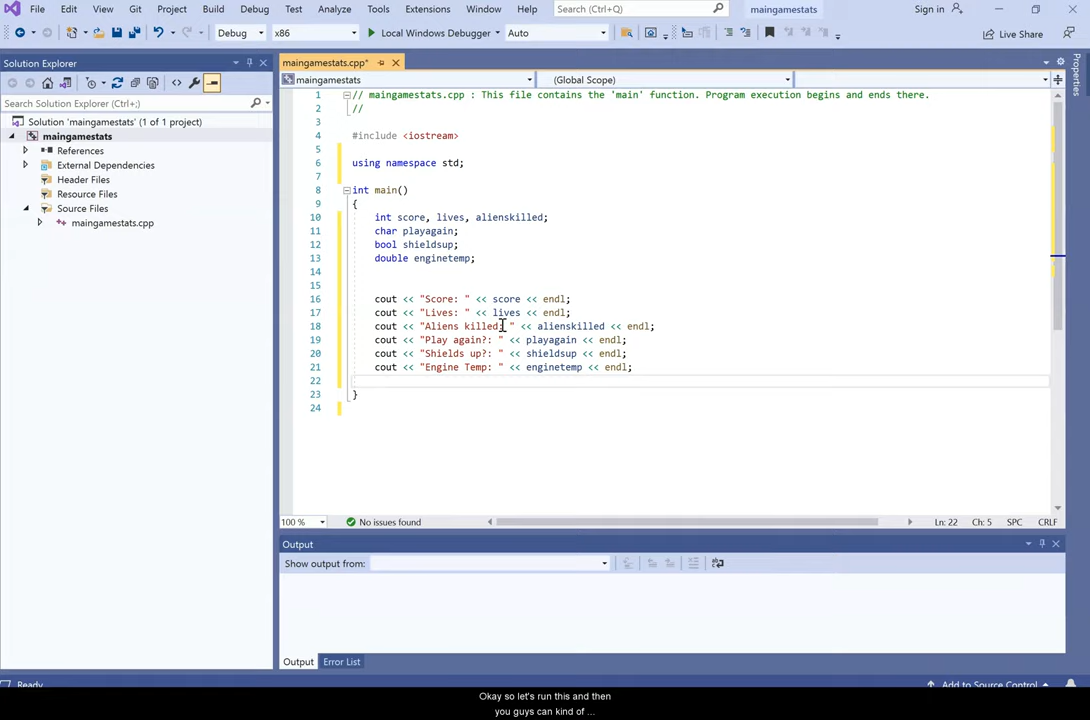 File Edit View Git Project Build Debug Test Analyze Tools Extensions Window Help Search (Ctrl+Q) maingamestats Sign in
Debug x86 Local Windows Debugger Auto Live Share
Solution Explorer
Search Solution Explorer (Ctrl+;)
Solution 'maingamestats' (1 of 1 project)
maingamestats
References
External Dependencies
Header Files
Resource Files
Source Files
maingamestats.cpp
maingamestats.cpp*
maingamestats (Global Scope)
1 // maingamestats.cpp : This file contains the 'main' function. Program execution begins and ends there.
2 //
3
4 #include <iostream>
5
6 using namespace std;
7
8 int main()
9 {
10 int score, lives, alienskilled;
11 char playagain;
12 bool shieldsup;
13 double enginetemp;
14
15
16 cout << "Score: " << score << endl;
17 cout << "Lives: " << lives << endl;
18 cout << "Aliens killed: " << alienskilled << endl;
19 cout << "Play again?: " << playagain << endl;
20 cout << "Shields up?: " << shieldsup << endl;
21 cout << "Engine Temp: " << enginetemp << endl;
22
23 }
24
100 % No issues found Ln: 22 Ch: 5 SPC CRLF
Output
Show output from:
Output Error List
Ready Add to Source Control
Properties
Okay so let's run this and then
you guys can kind of ...